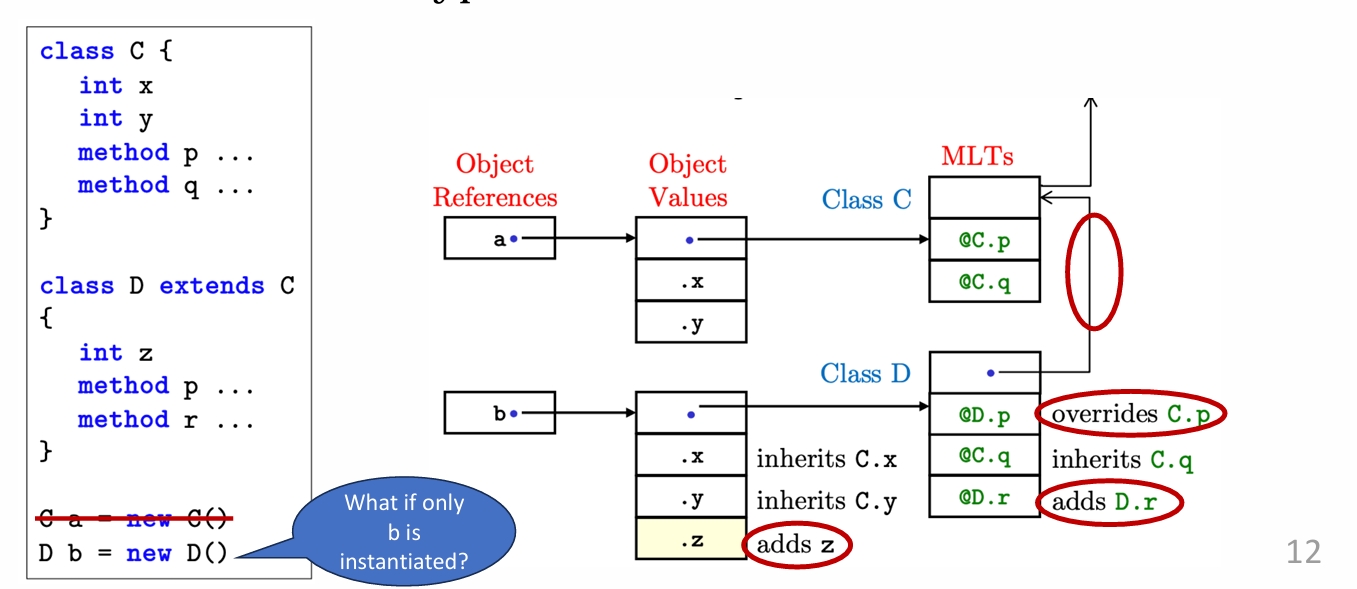 class C {
int x
int y
method p ...
method q ...
}
class D extends C
{
int z
method p ...
method r ...
}
C a = new C()
D b = new D()
What if only
b is
instantiated?
Object
References
Object
Values
MLTs
Class C
a
@C.p
.x
@C.q
.y
Class D
b
@D.p
overrides C.p
.x
inherits C.x
@C.q
inherits C.q
.y
inherits C.y
@D.r
adds D.r
.z
adds z
12